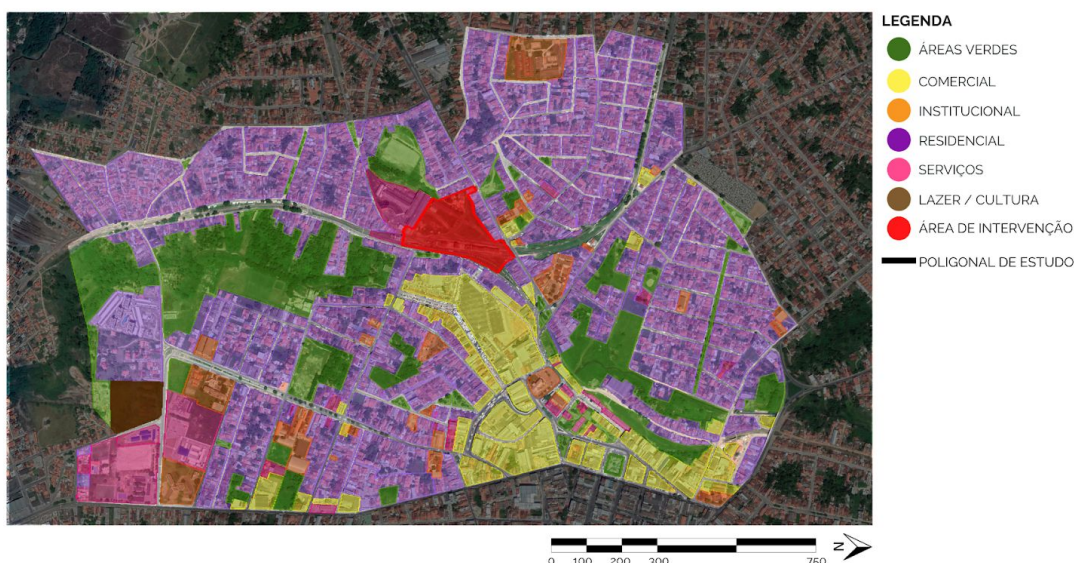 LEGENDA
ÁREAS VERDES
COMERCIAL
INSTITUCIONAL
RESIDENCIAL
SERVIÇOS
LAZER / CULTURA
ÁREA DE INTERVENÇÃO
POLIGONAL DE ESTUDO
0 100 200 300 750
N